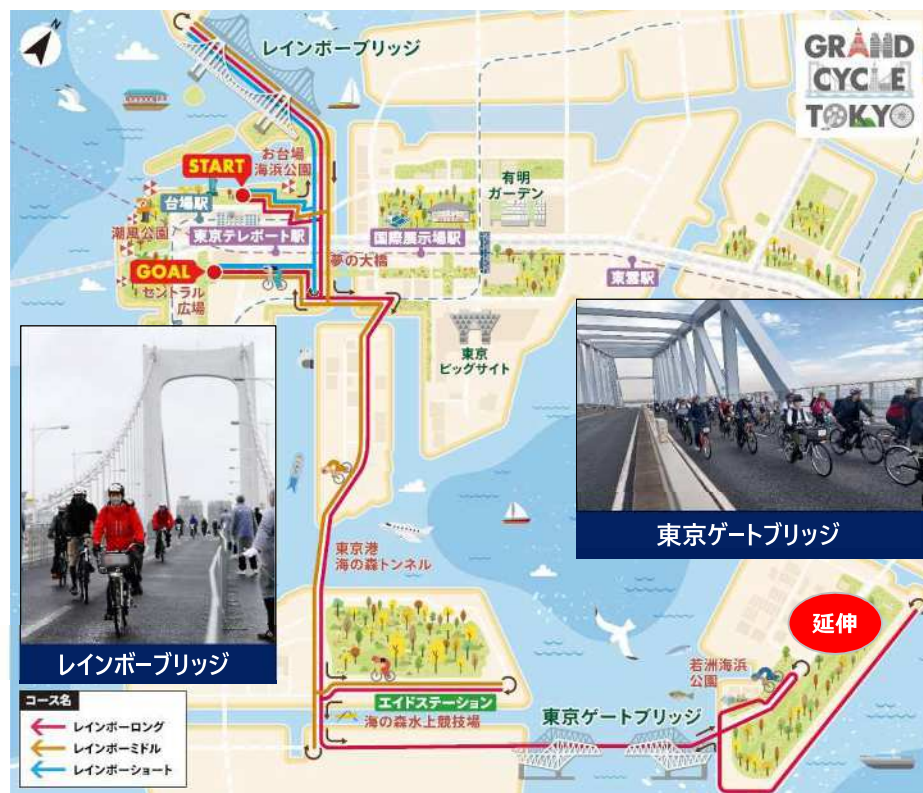 N
レインボーブリッジ
GRAND
CYCLE
TOKYO
START
お台場
海浜公園
台場駅
潮風公園
東京テレポート駅
国際展示場駅
有明
ガーデン
GOAL
セントラル
広場
夢の大橋
東雲駅
東京
ビッグサイト
レインボーブリッジ
東京ゲートブリッジ
東京港
海の森トンネル
延伸
若洲海浜
公園
エイドステーション
海の森水上競技場
東京ゲートブリッジ
コース名
レインボーロング
レインボーミドル
レインボーショート